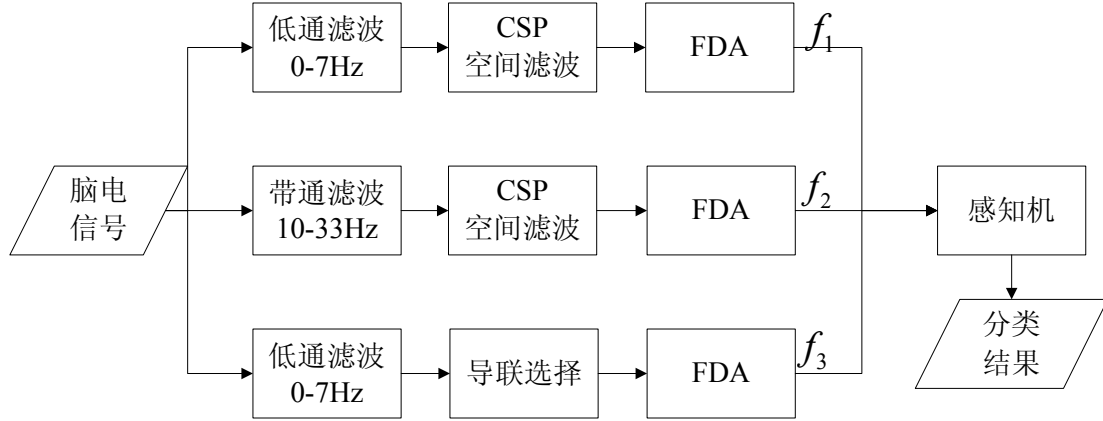 低通滤波
0-7Hz
CSP
空间滤波
FDA
f1
脑电
信号
带通滤波
10-33Hz
CSP
空间滤波
FDA
f2
感知机
低通滤波
0-7Hz
导联选择
FDA
f3
分类
结果